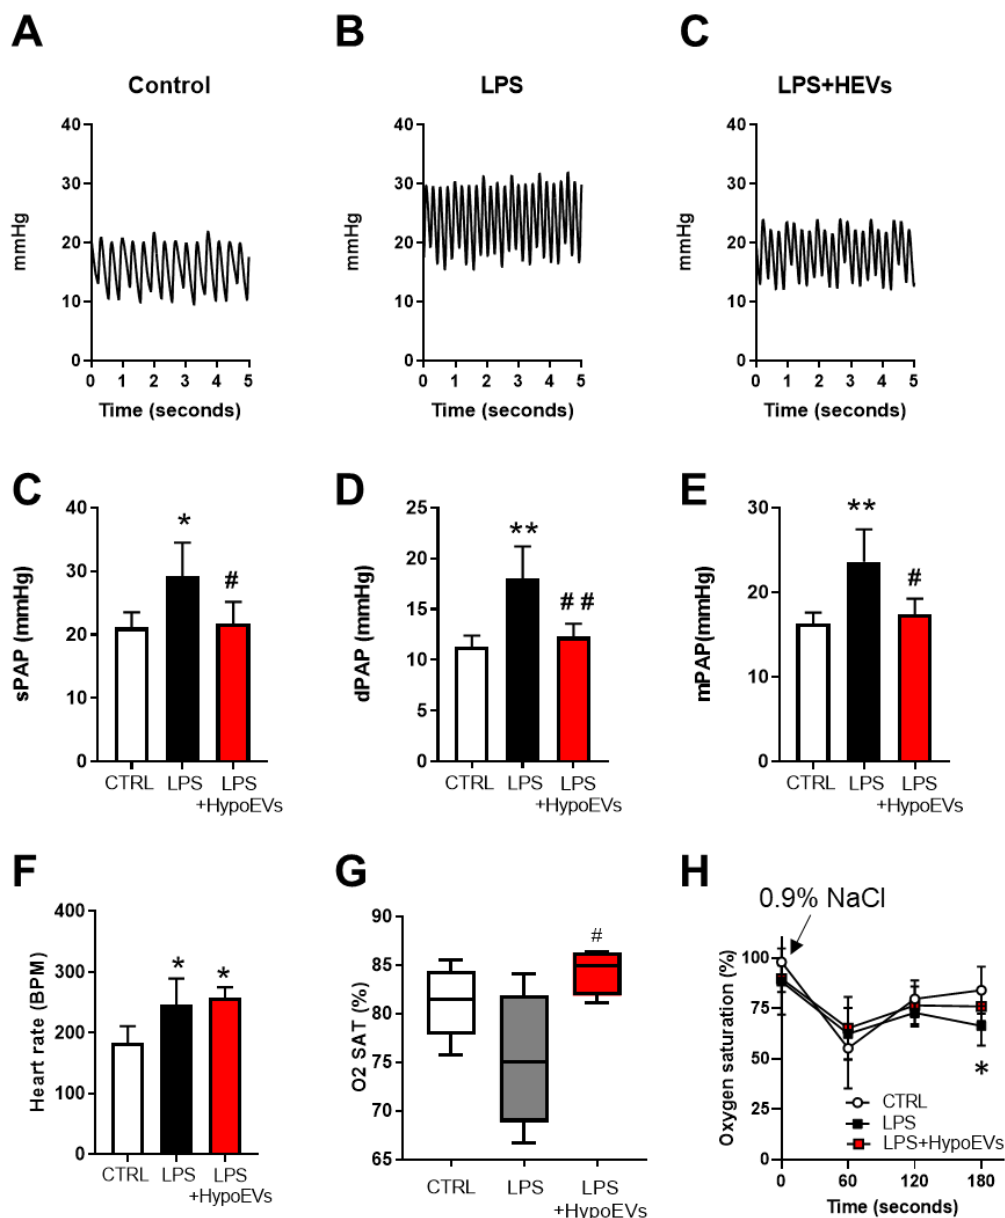 A
B
C
Control
LPS
LPS+HEVs
mmHg
40
30
20
10
0
0 1 2 3 4 5
Time (seconds)
mmHg
40
30
20
10
0
0 1 2 3 4 5
Time (seconds)
mmHg
40
30
20
10
0
0 1 2 3 4 5
Time (seconds)
C
sPAP (mmHg)
40
30
20
10
0
*
#
CTRL LPS LPS
+HypoEVs
D
dPAP (mmHg)
25
20
15
10
5
0
**
##
CTRL LPS LPS
+HypoEVs
E
mPAP(mmHg)
30
20
10
0
**
#
CTRL LPS LPS
+HypoEVs
F
Heart rate (BPM)
400
300
200
100
0
*
*
CTRL LPS LPS
+HypoEVs
G
O2 SAT (%)
90
85
80
75
70
65
#
CTRL LPS LPS
+HypoEVs
H
0.9% NaCl
Oxygen saturation (%)
100
75
50
25
0
*
CTRL
LPS
LPS+HypoEVs
0 60 120 180
Time (seconds)